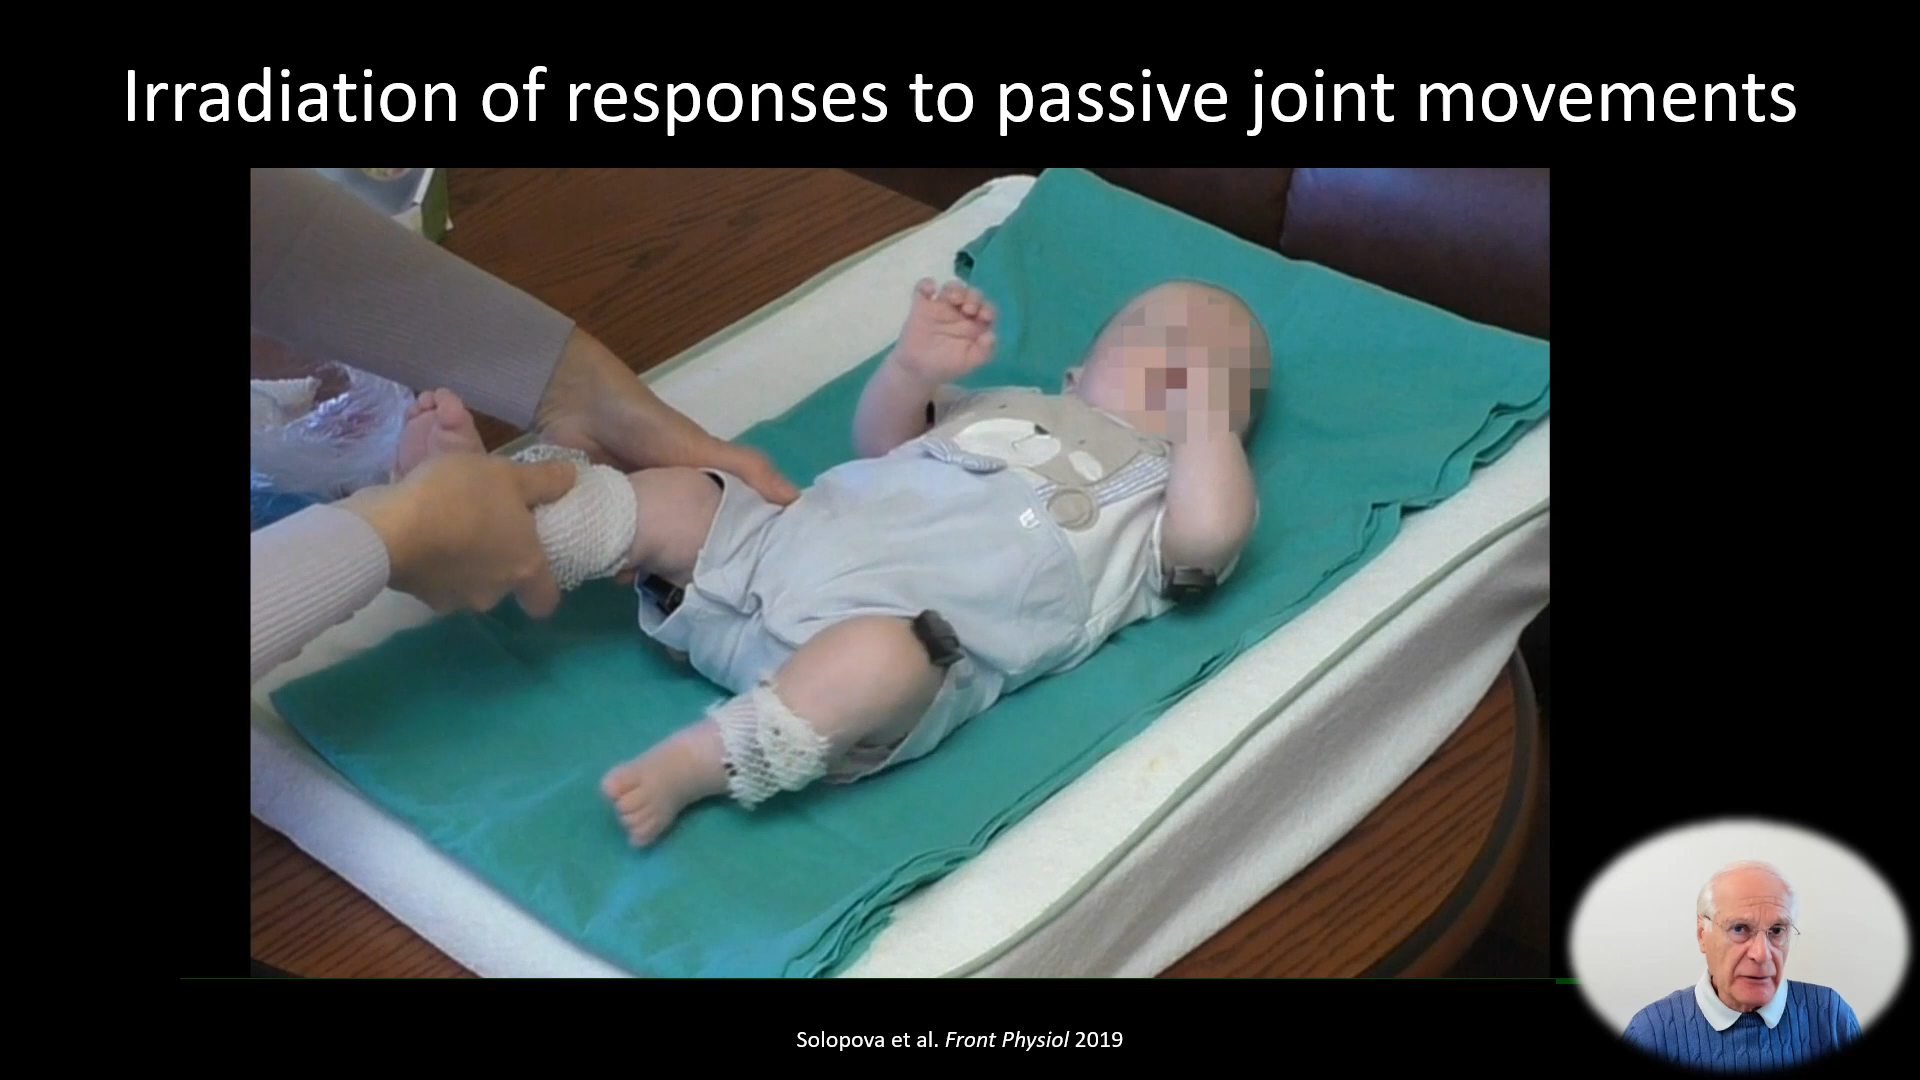 Irradiation of responses to passive joint movements
Solopova et al. Front Physiol 2019